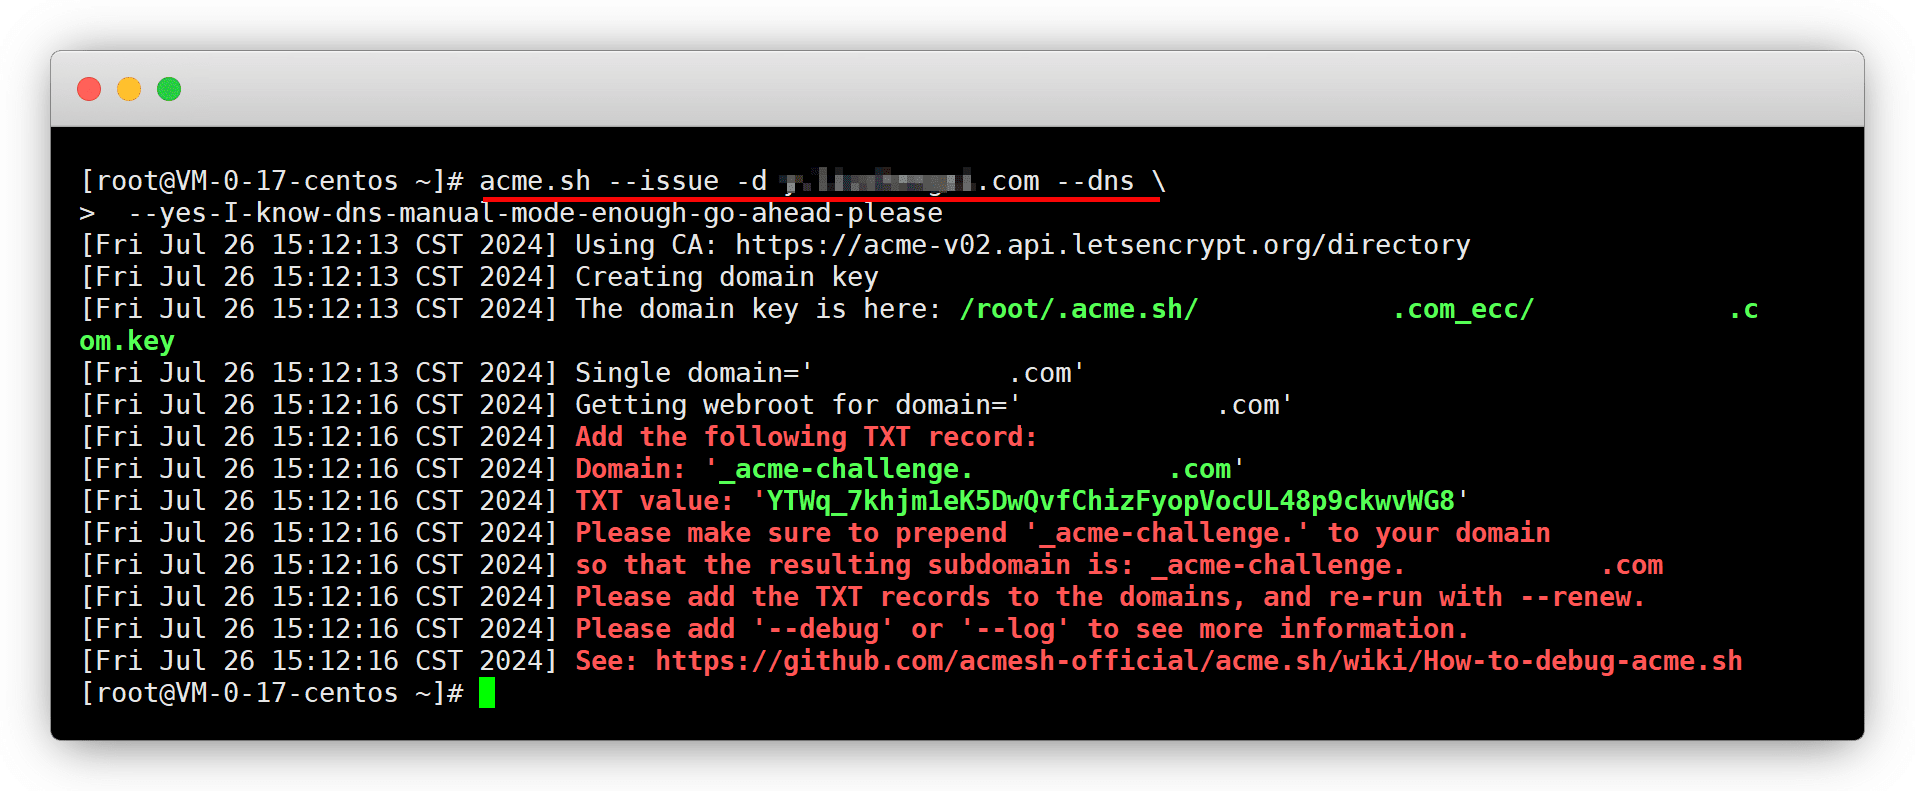 [root@VM-0-17-centos ~]# acme.sh --issue -d .com --dns \
>  --yes-I-know-dns-manual-mode-enough-go-ahead-please
[Fri Jul 26 15:12:13 CST 2024] Using CA: https://acme-v02.api.letsencrypt.org/directory
[Fri Jul 26 15:12:13 CST 2024] Creating domain key
[Fri Jul 26 15:12:13 CST 2024] The domain key is here: /root/.acme.sh/ .com_ecc/ .c
om.key
[Fri Jul 26 15:12:13 CST 2024] Single domain=' .com'
[Fri Jul 26 15:12:16 CST 2024] Getting webroot for domain=' .com'
[Fri Jul 26 15:12:16 CST 2024] Add the following TXT record:
[Fri Jul 26 15:12:16 CST 2024] Domain: '_acme-challenge. .com'
[Fri Jul 26 15:12:16 CST 2024] TXT value: 'YTWq_7khjm1eK5DwQvfChizFyopVocUL48p9ckwvWG8'
[Fri Jul 26 15:12:16 CST 2024] Please make sure to prepend '_acme-challenge.' to your domain
[Fri Jul 26 15:12:16 CST 2024] so that the resulting subdomain is: _acme-challenge. .com
[Fri Jul 26 15:12:16 CST 2024] Please add the TXT records to the domains, and re-run with --renew.
[Fri Jul 26 15:12:16 CST 2024] Please add '--debug' or '--log' to see more information.
[Fri Jul 26 15:12:16 CST 2024] See: https://github.com/acmesh-official/acme.sh/wiki/How-to-debug-acme.sh
[root@VM-0-17-centos ~]#